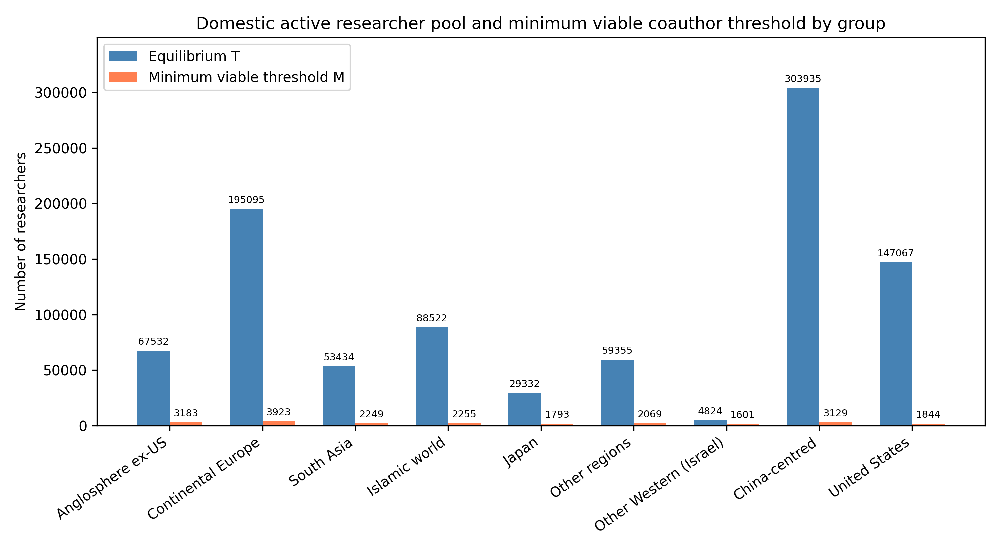 Domestic active researcher pool and minimum viable coauthor threshold by group
Equilibrium T
Minimum viable threshold M
Number of researchers
300000
250000
200000
150000
100000
50000
0
67532
3183
195095
3923
53434
2249
88522
2255
29332
1793
59355
2069
4824
1601
303935
3129
147067
1844
Anglosphere ex-US
Continental Europe
South Asia
Islamic world
Japan
Other regions
Other Western (Israel)
China-centred
United States